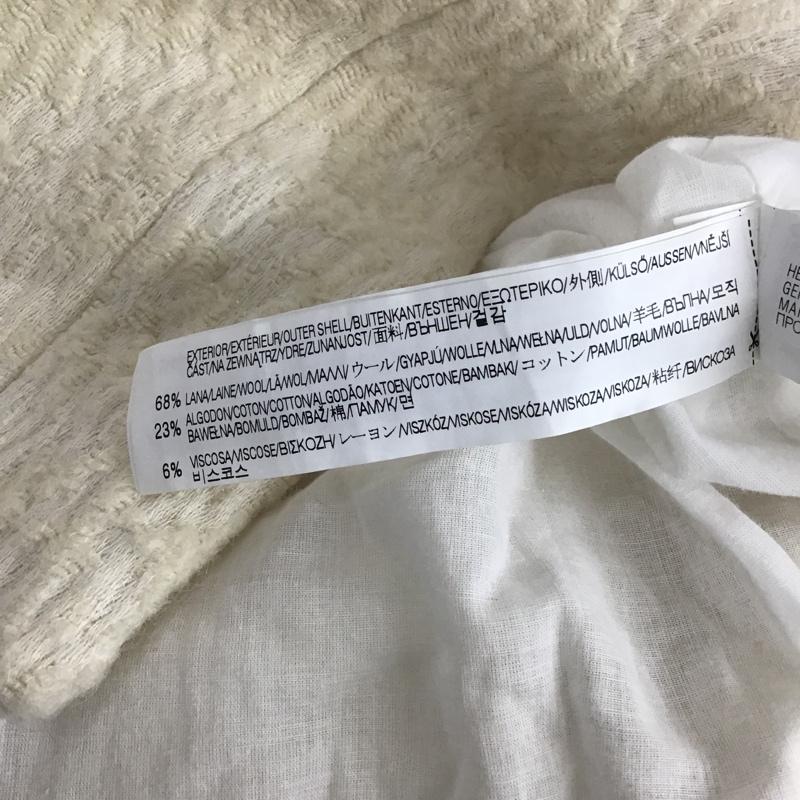 EXTERIOR/EXTÉRIEUR/OUTER SHELL/BUITENKANT/ESTERNO/ΕΞΩΤΕΡΙΚΟ/外側/KÜLSŐ/AUSSEN/VNĚJŠÍ
ČÁST/NA ZEWNĄTRZ/YDRE/ZUNANJOST/面料/ВЪНШЕН/겉감
68% LANA/LAINE/WOOL/LÃ/WOL/ΜΑΛΛΙ/ウール/GYAPJÚ/WOLLE/VLNA/WEŁNA/ULD/VOLNA/羊毛/ВЪЛНА/모직
23% ALGODON/COTON/COTTON/ALGODÃO/KATOEN/COTONE/ΒΑΜΒΑΚΙ/コットン/PAMUT/BAUMWOLLE/BAVLNA
BAWEŁNA/BOMULD/BOMBAŽ/棉/ПАМУК/면
6% VISCOSA/VISCOSE/ΒΙΣΚΟΖΗ/レーヨン/VISZKÓZ/VISKOSE/VISKÓZA/WISKOZA/VISKOZA/粘纤/ВИСКОЗА
비스코스
HE
GE
MA
ПРО